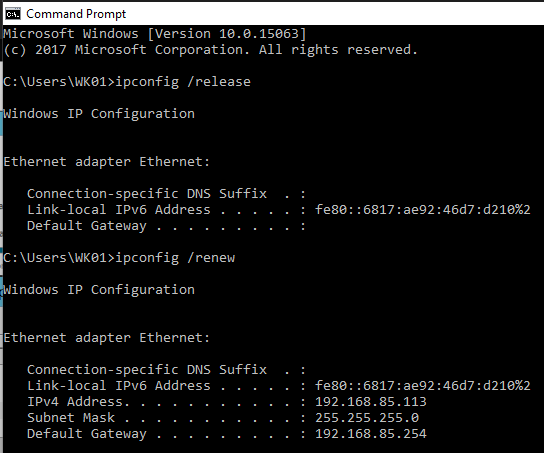 Command Prompt
Microsoft Windows [Version 10.0.15063]
(c) 2017 Microsoft Corporation. All rights reserved.
C:\Users\WK01>ipconfig /release
Windows IP Configuration
Ethernet adapter Ethernet:
Connection-specific DNS Suffix  . :
Link-local IPv6 Address . . . . . : fe80::6817:ae92:46d7:d210%2
Default Gateway . . . . . . . . . :
C:\Users\WK01>ipconfig /renew
Windows IP Configuration
Ethernet adapter Ethernet:
Connection-specific DNS Suffix  . :
Link-local IPv6 Address . . . . . : fe80::6817:ae92:46d7:d210%2
IPv4 Address. . . . . . . . . . . : 192.168.85.113
Subnet Mask . . . . . . . . . . . : 255.255.255.0
Default Gateway . . . . . . . . . : 192.168.85.254